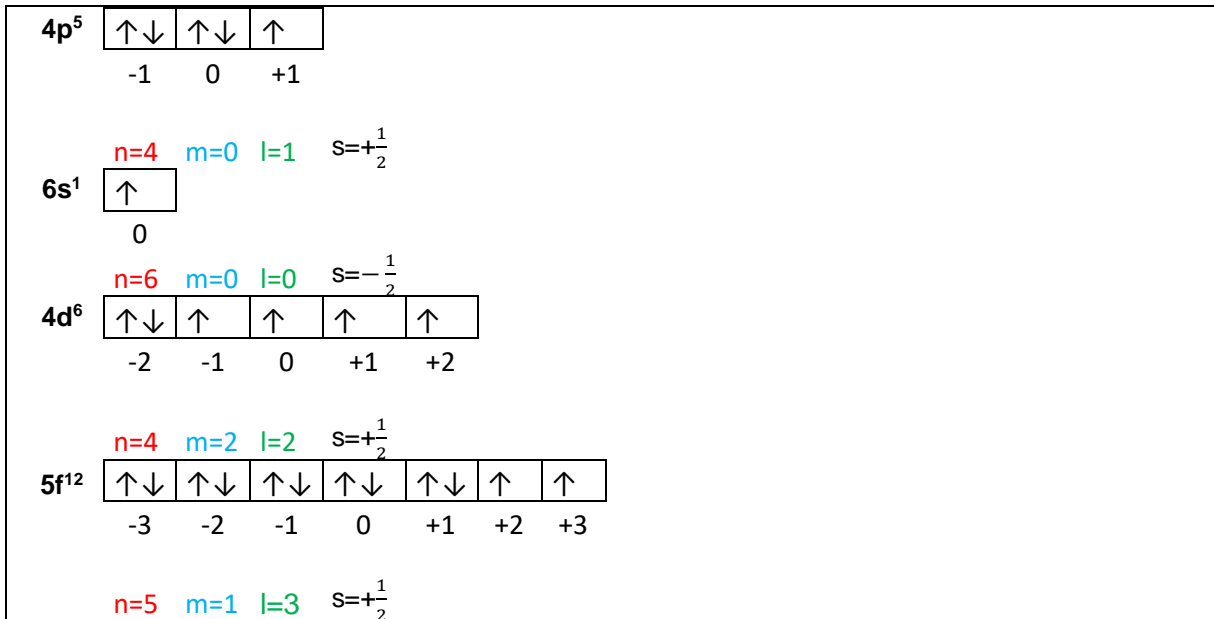 4p⁵ ↑↓ ↑↓ ↑
-1 0 +1
n=4 m=0 l=1 s=+½
6s¹ ↑
0
n=6 m=0 l=0 s=−½
4d⁶ ↑↓ ↑ ↑ ↑ ↑
-2 -1 0 +1 +2
n=4 m=2 l=2 s=+½
5f¹² ↑↓ ↑↓ ↑↓ ↑↓ ↑↓ ↑ ↑
-3 -2 -1 0 +1 +2 +3
n=5 m=1 l=3 s=+½